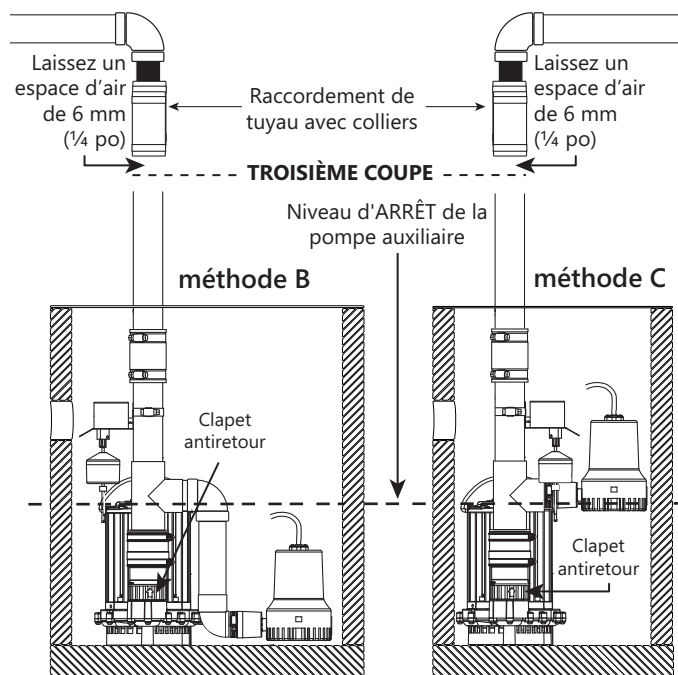 Laissez un
espace d'air
de 6 mm
(¼ po)
Raccordement de
tuyau avec colliers
Laissez un
espace d'air
de 6 mm
(¼ po)
TROISIÈME COUPE
Niveau d'ARRÊT de la
pompe auxiliaire
méthode B
méthode C
Clapet
antiretour
Clapet
antiretour